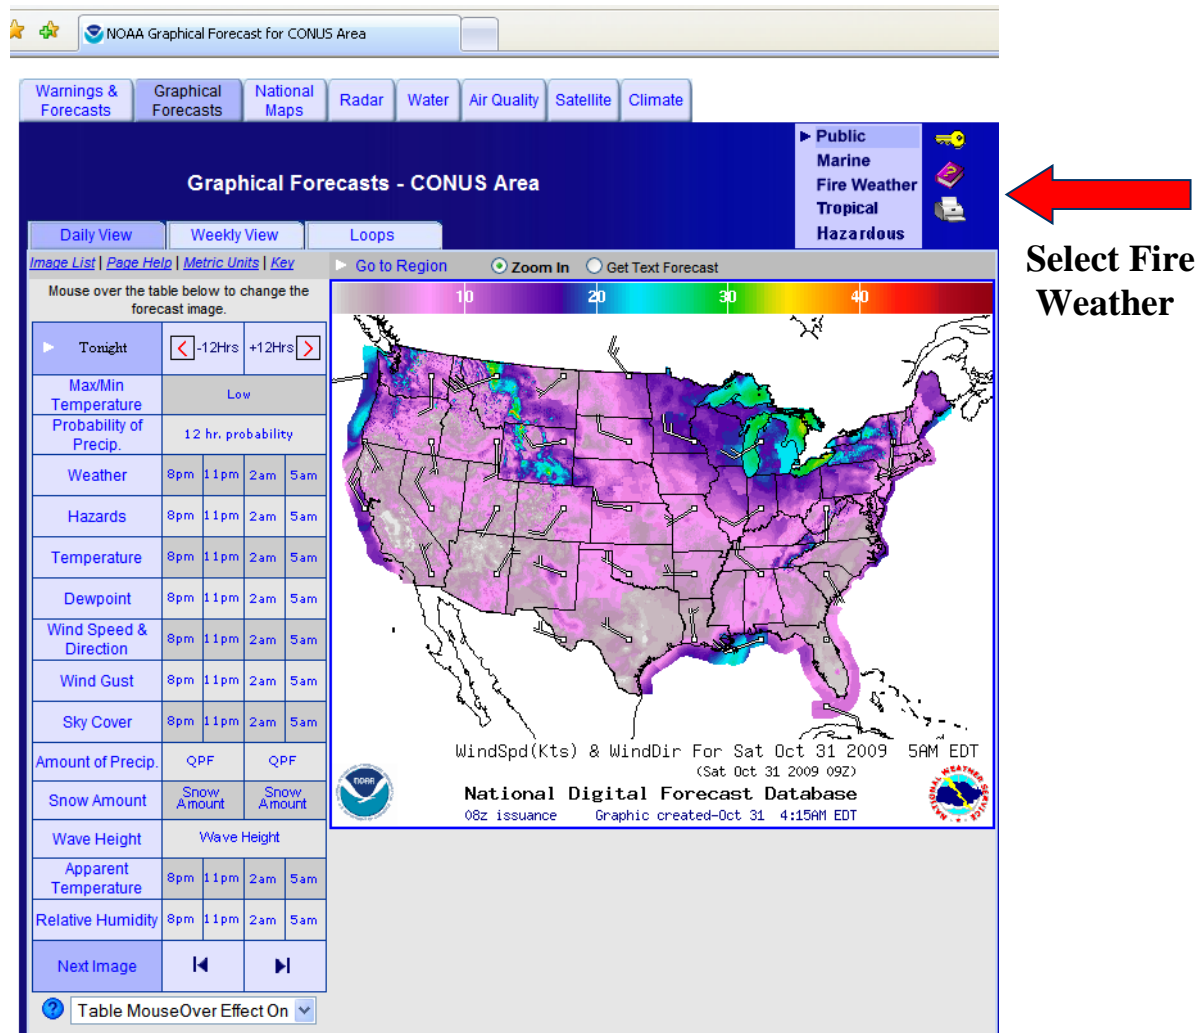 NOAA Graphical Forecast for CONUS Area
Warnings & Forecasts
Graphical Forecasts
National Maps
Radar
Water
Air Quality
Satellite
Climate
Graphical Forecasts - CONUS Area
Public
Marine
Fire Weather
Tropical
Hazardous
Select Fire
Weather
Daily View
Weekly View
Loops
Image List | Page Help | Metric Units | Key
Go to Region Zoom In Get Text Forecast
Mouse over the table below to change the
forecast image.
Tonight -12Hrs +12Hrs
Max/Min
Temperature
Low
Probability of
Precip.
12 hr. probability
Weather 8pm 11pm 2am 5am
Hazards 8pm 11pm 2am 5am
Temperature 8pm 11pm 2am 5am
Dewpoint 8pm 11pm 2am 5am
Wind Speed &
Direction
8pm 11pm 2am 5am
Wind Gust 8pm 11pm 2am 5am
Sky Cover 8pm 11pm 2am 5am
Amount of Precip. QPF QPF
Snow Amount
Snow Amount
Snow Amount
Wave Height Wave Height
Apparent
Temperature
8pm 11pm 2am 5am
Relative Humidity 8pm 11pm 2am 5am
Next Image
Table MouseOver Effect On
10 20 30 40
WindSpd(Kts) & WindDir For Sat Oct 31 2009 5AM EDT
(Sat Oct 31 2009 09Z)
National Digital Forecast Database
08z issuance Graphic created-Oct 31 4:15AM EDT
NOAA
NATIONAL WEATHER SERVICE